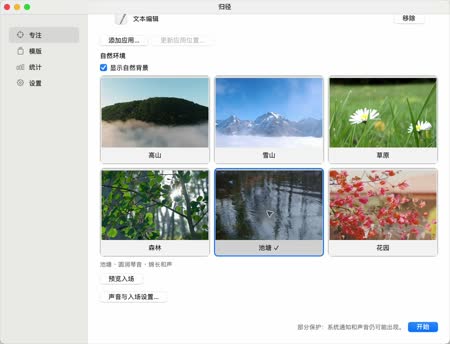 归径
专注
模版
统计
设置
文本编辑
移除
添加应用…
更新应用位置…
自然环境
显示自然背景
高山
雪山
草原
森林
池塘 ✓
花园
池塘 · 圆润琴音 · 绵长和声
预览入场
声音与入场设置…
部分保护：系统通知和声音仍可能出现。
开始